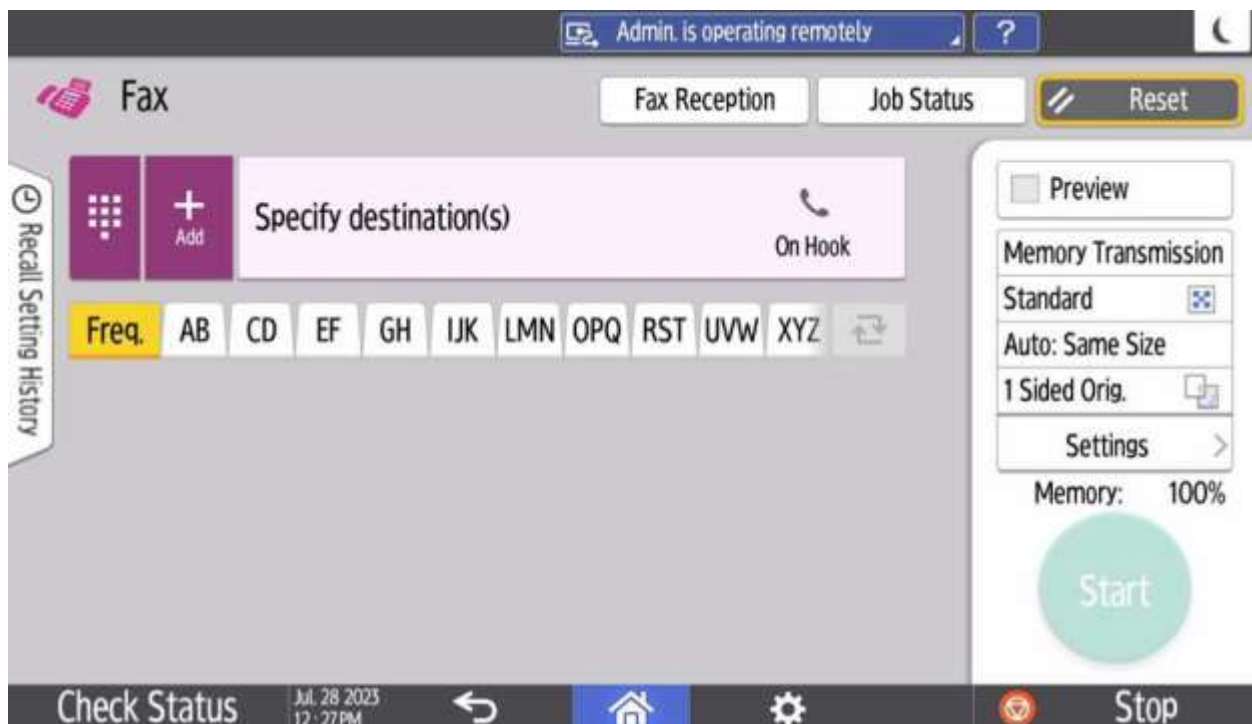 Admin. is operating remotely ?
Fax
Fax Reception
Job Status
Reset
Recall Setting History
Add
Specify destination(s)
On Hook
Freq. AB CD EF GH IJK LMN OPQ RST UVW XYZ
Preview
Memory Transmission
Standard
Auto: Same Size
1 Sided Orig.
Settings
Memory: 100%
Start
Check Status
Jul. 28 2023
12:27PM
Stop